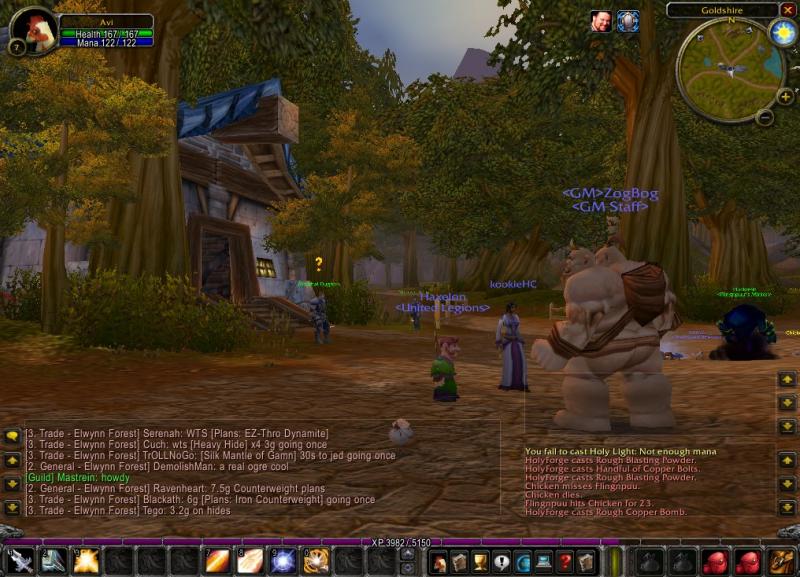 Avi
Health 167 / 167
Mana 122 / 122
7
Goldshire
N
<GM>ZogBog
<GM Staff>
kookieHC
Haxelon
<United Legions>
[3. Trade - Elwynn Forest] Serenah: WTS [Plans: EZ-Thro Dynamite]
[3. Trade - Elwynn Forest] Cuch: wts [Heavy Hide] x4 3g going once
[3. Trade - Elwynn Forest] TrOLLNoGo: [Silk Mantle of Gamn] 30s to jed going once
[2. General - Elwynn Forest] DemolishMan: a real ogre cool
[Guild] Mastrein: howdy
[2. General - Elwynn Forest] Ravenheart: 7.5g Counterweight plans
[3. Trade - Elwynn Forest] Blackath: 6g [Plans: Iron Counterweight] going once
[3. Trade - Elwynn Forest] Tego: 3.2g on hides
You fail to cast Holy Light: Not enough mana
Holyforge casts Rough Blasting Powder.
Holyforge casts Handful of Copper Bolts.
Holyforge casts Rough Blasting Powder.
Chicken misses Flingnpuu.
Chicken dies.
Flingnpuu hits Chicken for 23.
Holyforge casts Rough Copper Bomb.
XP 3982 / 5150